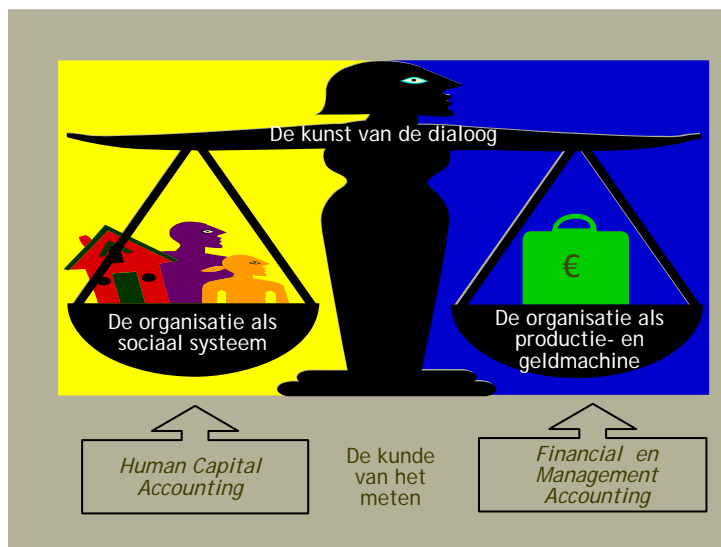 De kunst van de dialoog
€
De organisatie als
sociaal systeem
De organisatie als
productie- en
geldmachine
Human Capital
Accounting
De kunde
van het
meten
Financial en
Management
Accounting